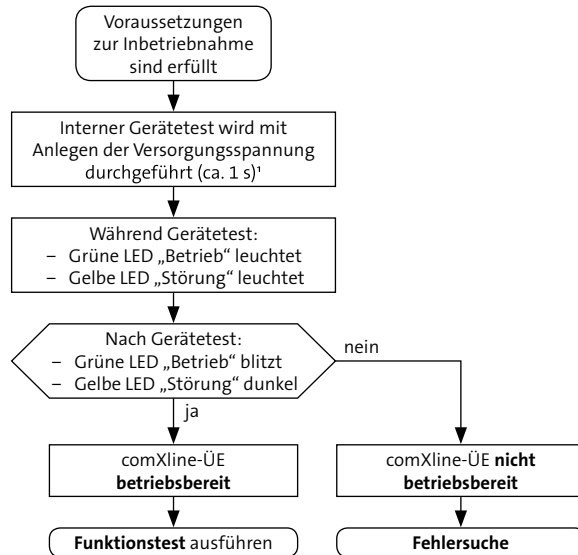 Voraussetzungen
zur Inbetriebnahme
sind erfüllt
Interner Gerätetest wird mit
Anlegen der Versorgungsspannung
durchgeführt (ca. 1 s)¹
Während Gerätetest:
– Grüne LED „Betrieb“ leuchtet
– Gelbe LED „Störung“ leuchtet
Nach Gerätetest:
– Grüne LED „Betrieb“ blitzt
– Gelbe LED „Störung“ dunkel
nein
ja
comXline-ÜE
betriebsbereit
comXline-ÜE nicht
betriebsbereit
Funktionstest ausführen
Fehlersuche